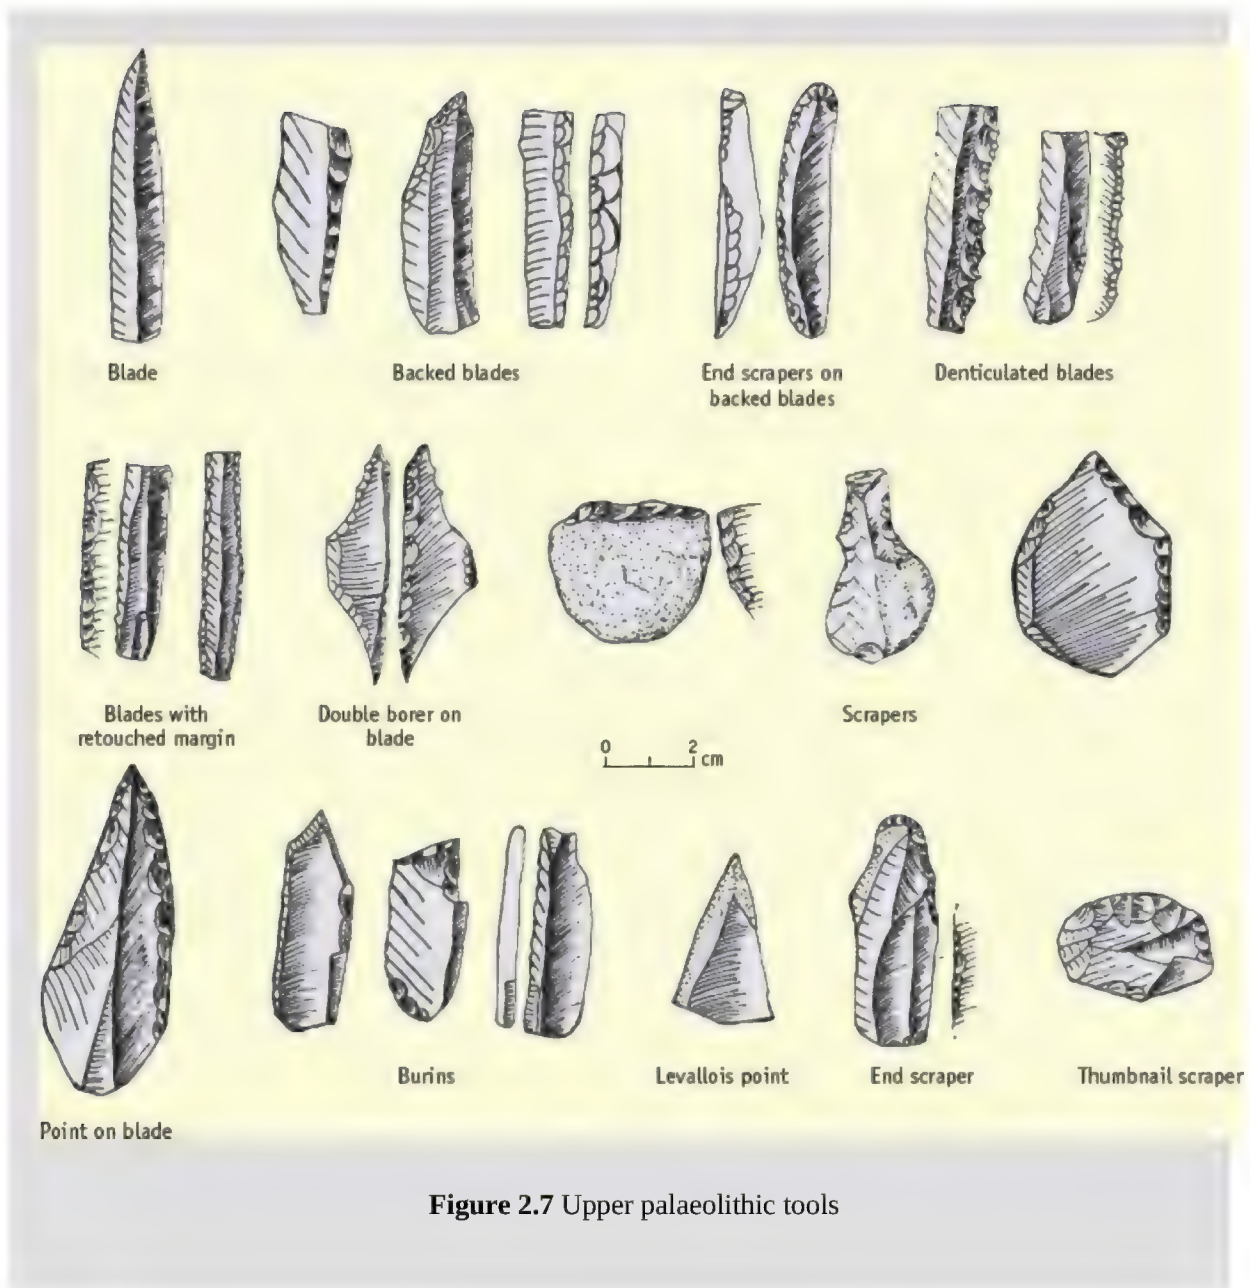 Blade
Backed blades
End scrapers on
backed blades
Denticulated blades
Blades with
retouched margin
Double borer on
blade
Scrapers
0 2 cm
Burins
Levallois point
End scraper
Thumbnail scraper
Point on blade
Figure 2.7 Upper palaeolithic tools